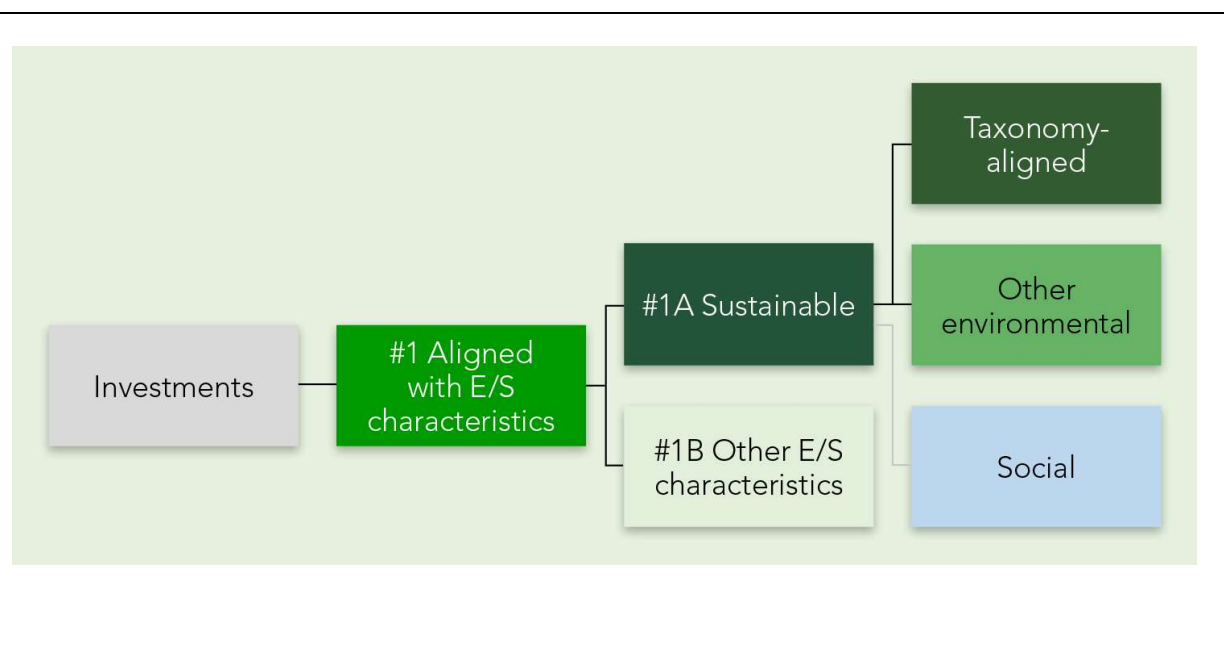 Investments
#1 Aligned
with E/S
characteristics
#1A Sustainable
#1B Other E/S
characteristics
Taxonomy-
aligned
Other
environmental
Social